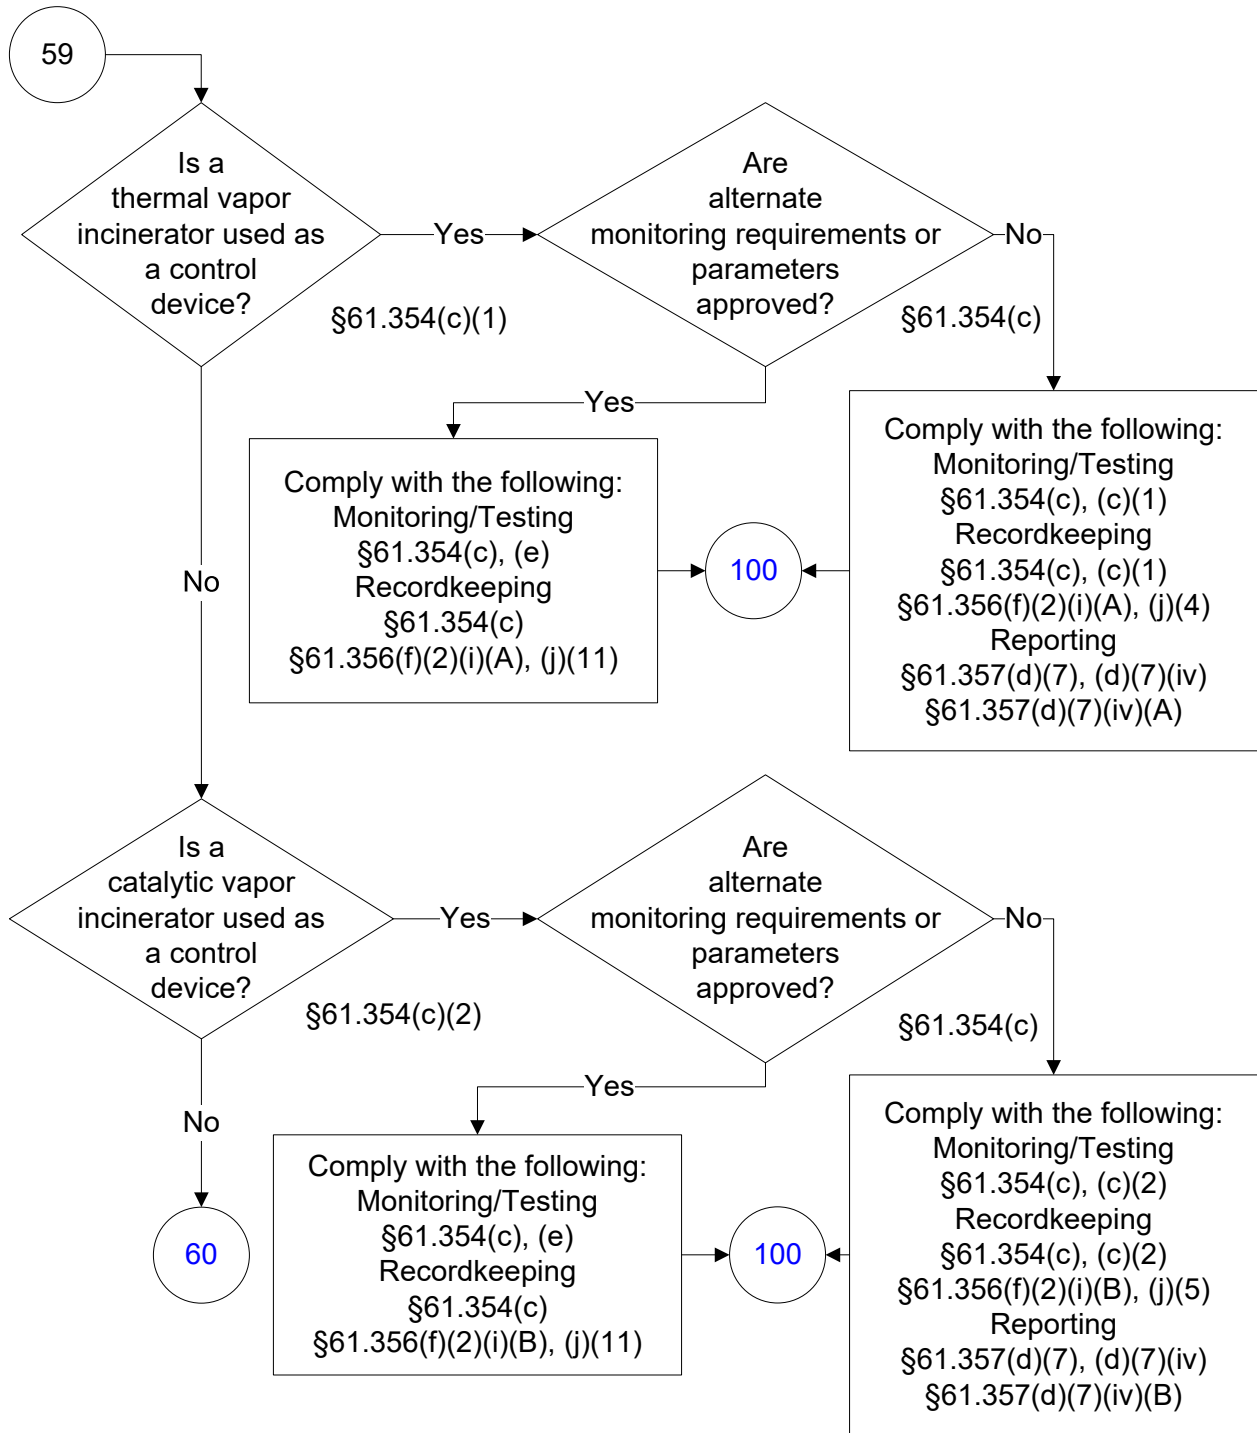 59
Is a
thermal vapor
incinerator used as
a control
device?
Yes
§61.354(c)(1)
Are
alternate
monitoring requirements or
parameters
approved?
No
§61.354(c)
Yes
Comply with the following:
Monitoring/Testing
§61.354(c), (e)
Recordkeeping
§61.354(c)
§61.356(f)(2)(i)(A), (j)(11)
100
Comply with the following:
Monitoring/Testing
§61.354(c), (c)(1)
Recordkeeping
§61.354(c), (c)(1)
§61.356(f)(2)(i)(A), (j)(4)
Reporting
§61.357(d)(7), (d)(7)(iv)
§61.357(d)(7)(iv)(A)
No
Is a
catalytic vapor
incinerator used as
a control
device?
Yes
§61.354(c)(2)
Are
alternate
monitoring requirements or
parameters
approved?
No
§61.354(c)
Yes
No
60
Comply with the following:
Monitoring/Testing
§61.354(c), (e)
Recordkeeping
§61.354(c)
§61.356(f)(2)(i)(B), (j)(11)
100
Comply with the following:
Monitoring/Testing
§61.354(c), (c)(2)
Recordkeeping
§61.354(c), (c)(2)
§61.356(f)(2)(i)(B), (j)(5)
Reporting
§61.357(d)(7), (d)(7)(iv)
§61.357(d)(7)(iv)(B)